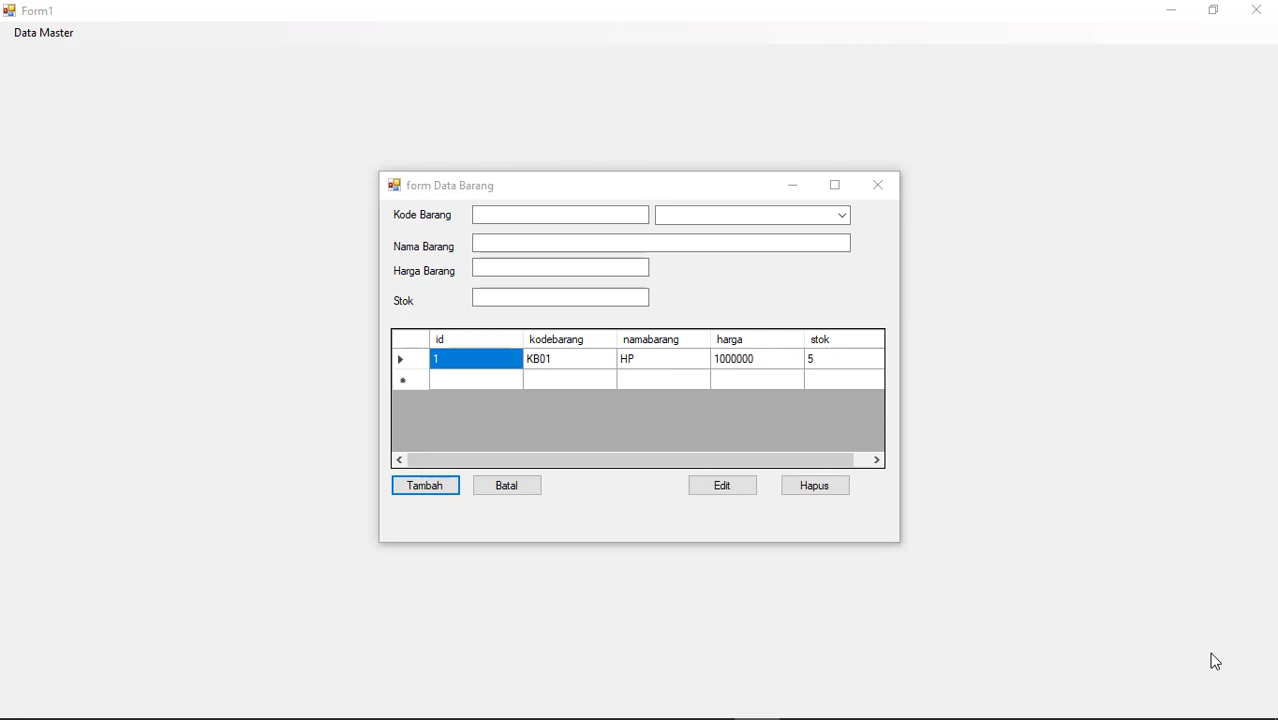 Form1
Data Master
form Data Barang
Kode Barang
Nama Barang
Harga Barang
Stok
id kodebarang namabarang harga stok
1 KB01 HP 1000000 5
Tambah Batal Edit Hapus